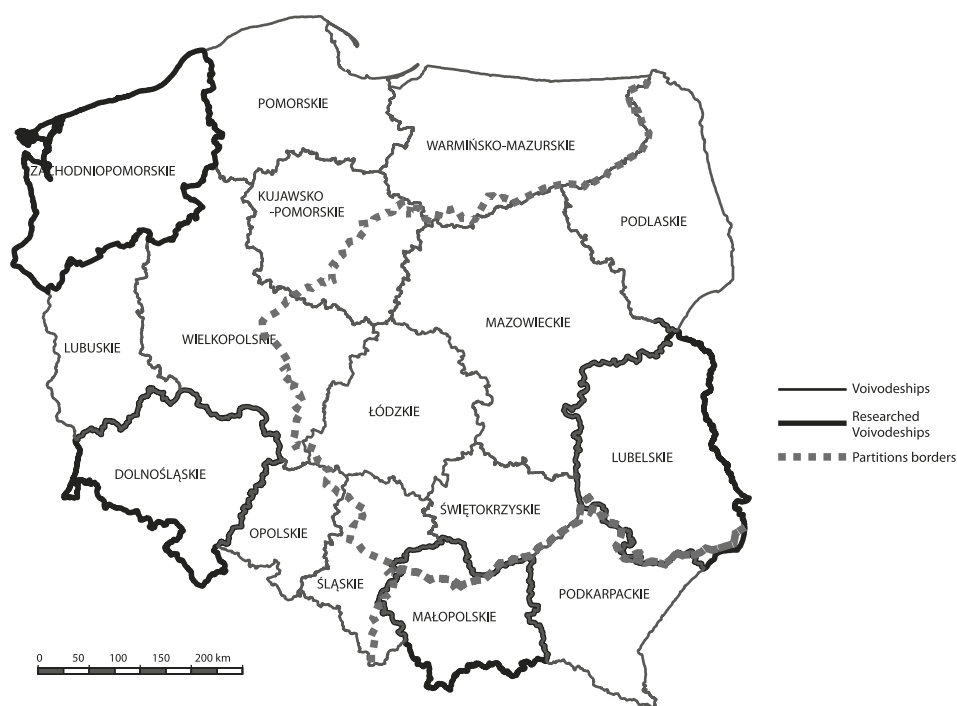 POMORSKIE
WARMIŃSKO-MAZURSKIE
ZACHODNIOPOMORSKIE
KUJAWSKO
-POMORSKIE
PODLASKIE
MAZOWIECKIE
WIELKOPOLSKIE
LUBUSKIE
ŁÓDZKIE
LUBELSKIE
DOLNOŚLĄSKIE
ŚWIĘTOKRZYSKIE
OPOLSKIE
ŚLĄSKIE
PODKARPACKIE
MAŁOPOLSKIE
Voivodeships
Researched
Voivodeships
Partitions borders
0 50 100 150 200 km